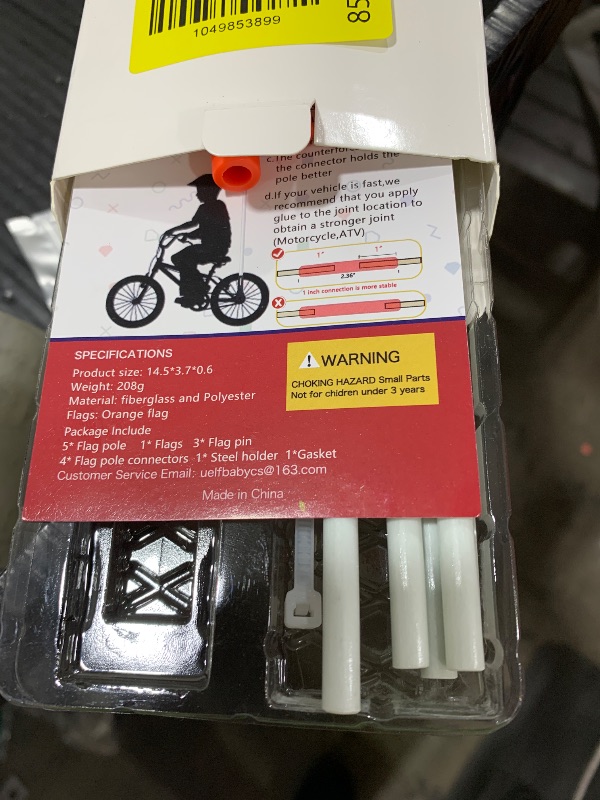 1049853899
85
c.The counterforce
the connector holds the
pole better
d.If your vehicle is fast,we
recommend that you apply
glue to the joint location to
obtain a stronger joint
(Motorcycle,ATV)
1" 1"
2.36"
1 inch connection is more stable
SPECIFICATIONS
Product size: 14.5*3.7*0.6
Weight: 208g
Material: fiberglass and Polyester
Flags: Orange flag
Package Include
5* Flag pole 1* Flags 3* Flag pin
4* Flag pole connectors 1* Steel holder 1*Gasket
Customer Service Email: uelfbabycs@163.com
Made in China
WARNING
CHOKING HAZARD Small Parts
Not for chidren under 3 years